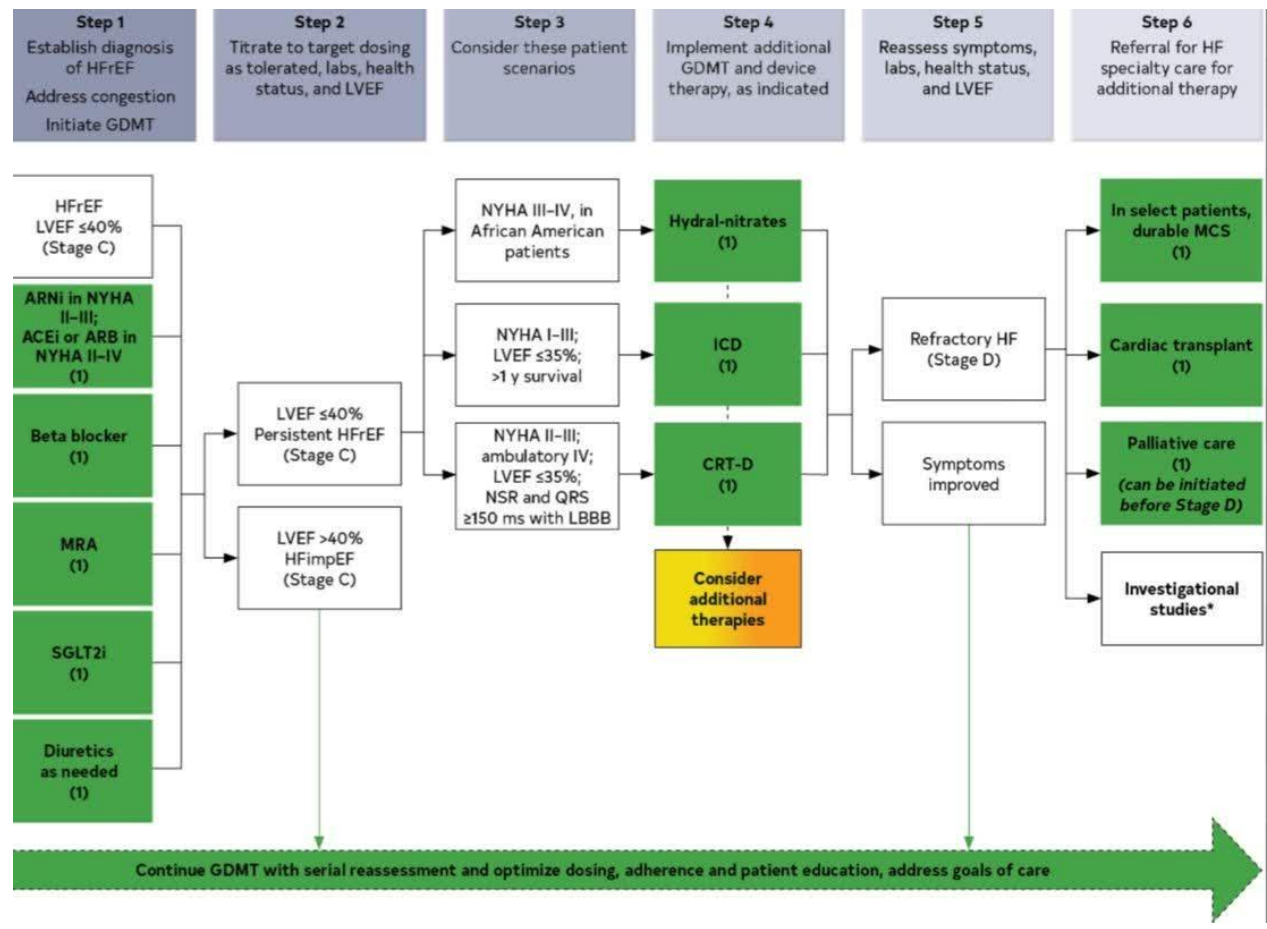 Step 1
Establish diagnosis
of HFrEF
Address congestion
Initiate GDMT
Step 2
Titrate to target dosing
as tolerated, labs, health
status, and LVEF
Step 3
Consider these patient
scenarios
Step 4
Implement additional
GDMT and device
therapy, as indicated
Step 5
Reassess symptoms,
labs, health status,
and LVEF
Step 6
Referral for HF
specialty care for
additional therapy
HFrEF
LVEF ≤40%
(Stage C)
ARNi in NYHA
II–III;
ACEi or ARB in
NYHA II–IV
(1)
Beta blocker
(1)
MRA
(1)
SGLT2i
(1)
Diuretics
as needed
(1)
LVEF ≤40%
Persistent HFrEF
(Stage C)
LVEF >40%
HFimpEF
(Stage C)
NYHA III–IV, in
African American
patients
NYHA I–III;
LVEF ≤35%;
>1 y survival
NYHA II–III;
ambulatory IV;
LVEF ≤35%;
NSR and QRS
≥150 ms with LBBB
Hydral-nitrates
(1)
ICD
(1)
CRT-D
(1)
Consider
additional
therapies
Refractory HF
(Stage D)
Symptoms
improved
In select patients,
durable MCS
(1)
Cardiac transplant
(1)
Palliative care
(1)
(can be initiated
before Stage D)
Investigational
studies*
Continue GDMT with serial reassessment and optimize dosing, adherence and patient education, address goals of care